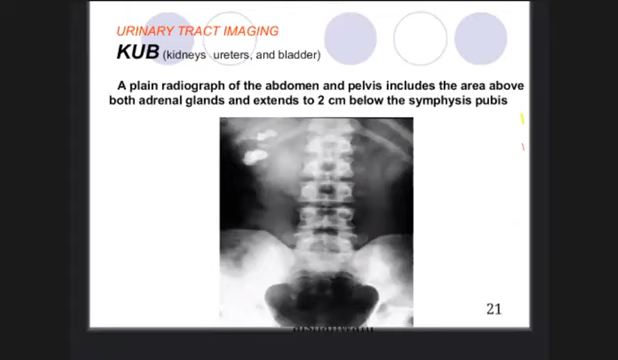 URINARY TRACT IMAGING
KUB (kidneys ureters, and bladder)
A plain radiograph of the abdomen and pelvis includes the area above
both adrenal glands and extends to 2 cm below the symphysis pubis
21